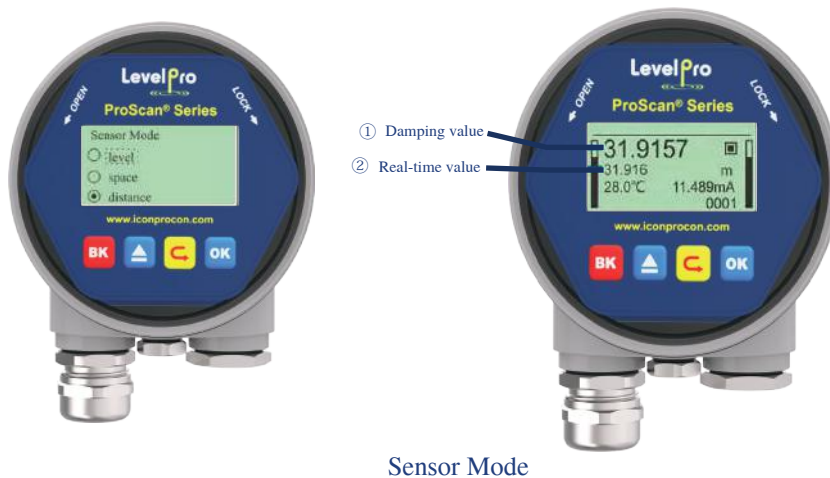 LevelPro
OPEN
LOCK
ProScan® Series
Sensor Mode
level
space
distance
www.iconprocon.com
BK
OK
① Damping value
② Real-time value
LevelPro
OPEN
LOCK
ProScan® Series
31.9157
31.916 m
28.0℃ 11.489mA
0001
www.iconprocon.com
BK
OK
Sensor Mode